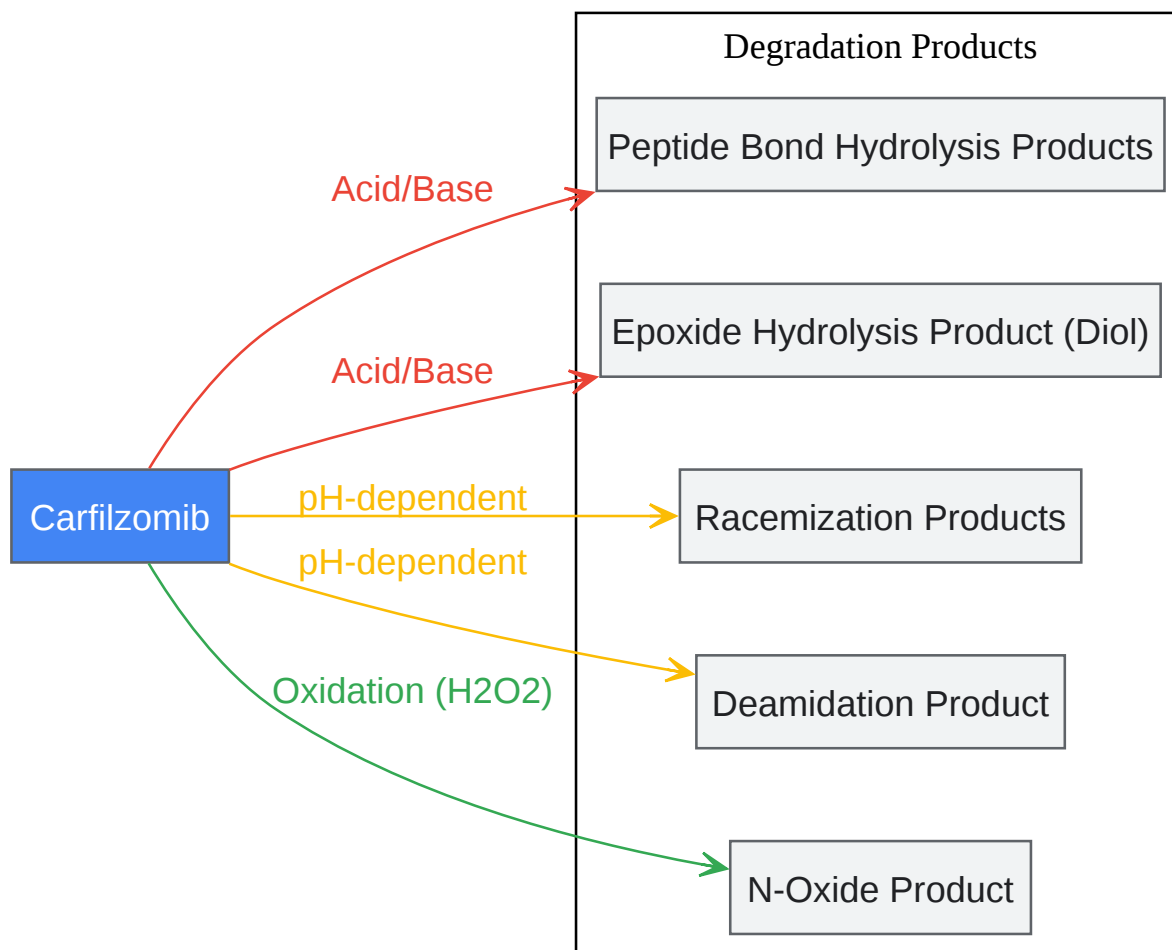 Degradation Products
Peptide Bond Hydrolysis Products
Acid/Base
Epoxide Hydrolysis Product (Diol)
Acid/Base
Carfilzomib
pH-dependent
Racemization Products
pH-dependent
Deamidation Product
Oxidation (H2O2)
N-Oxide Product